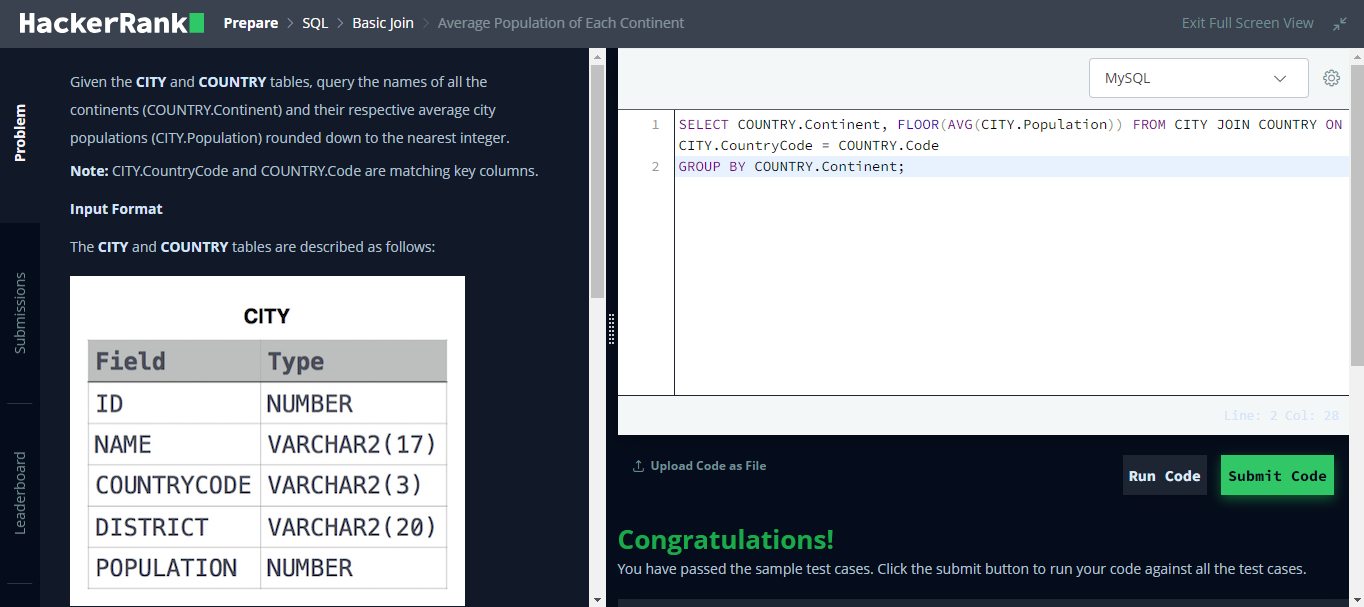 HackerRank Prepare > SQL > Basic Join > Average Population of Each Continent Exit Full Screen View
Problem
Submissions
Leaderboard
Given the CITY and COUNTRY tables, query the names of all the
continents (COUNTRY.Continent) and their respective average city
populations (CITY.Population) rounded down to the nearest integer.
Note: CITY.CountryCode and COUNTRY.Code are matching key columns.
Input Format
The CITY and COUNTRY tables are described as follows:
CITY
Field Type
ID NUMBER
NAME VARCHAR2(17)
COUNTRYCODE VARCHAR2(3)
DISTRICT VARCHAR2(20)
POPULATION NUMBER
MySQL
1 SELECT COUNTRY.Continent, FLOOR(AVG(CITY.Population)) FROM CITY JOIN COUNTRY ON
CITY.CountryCode = COUNTRY.Code
2 GROUP BY COUNTRY.Continent;
Line: 2 Col: 28
Upload Code as File
Run Code Submit Code
Congratulations!
You have passed the sample test cases. Click the submit button to run your code against all the test cases.